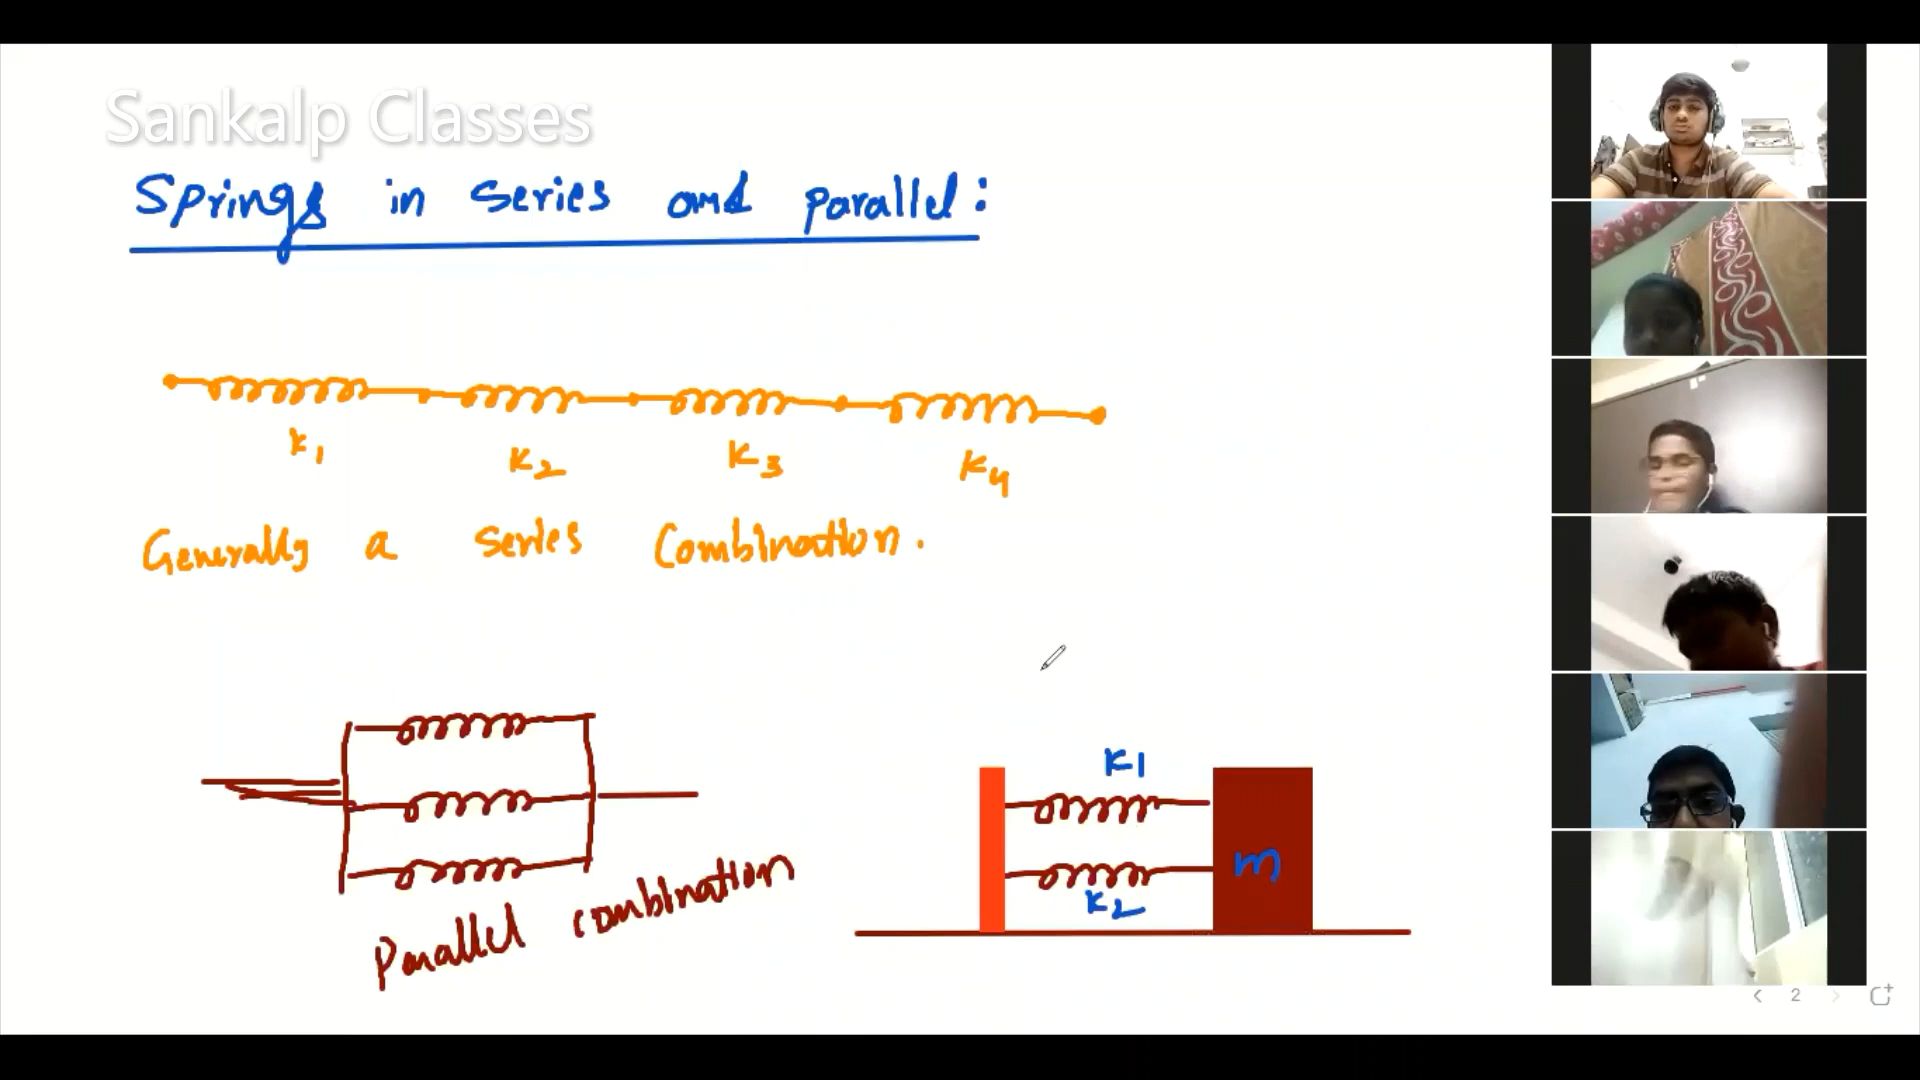 Sankalp Classes
Springs in series and parallel:
K1
K2
K3
K4
Generally a series combination.
Parallel combination
K1
K2
m
2